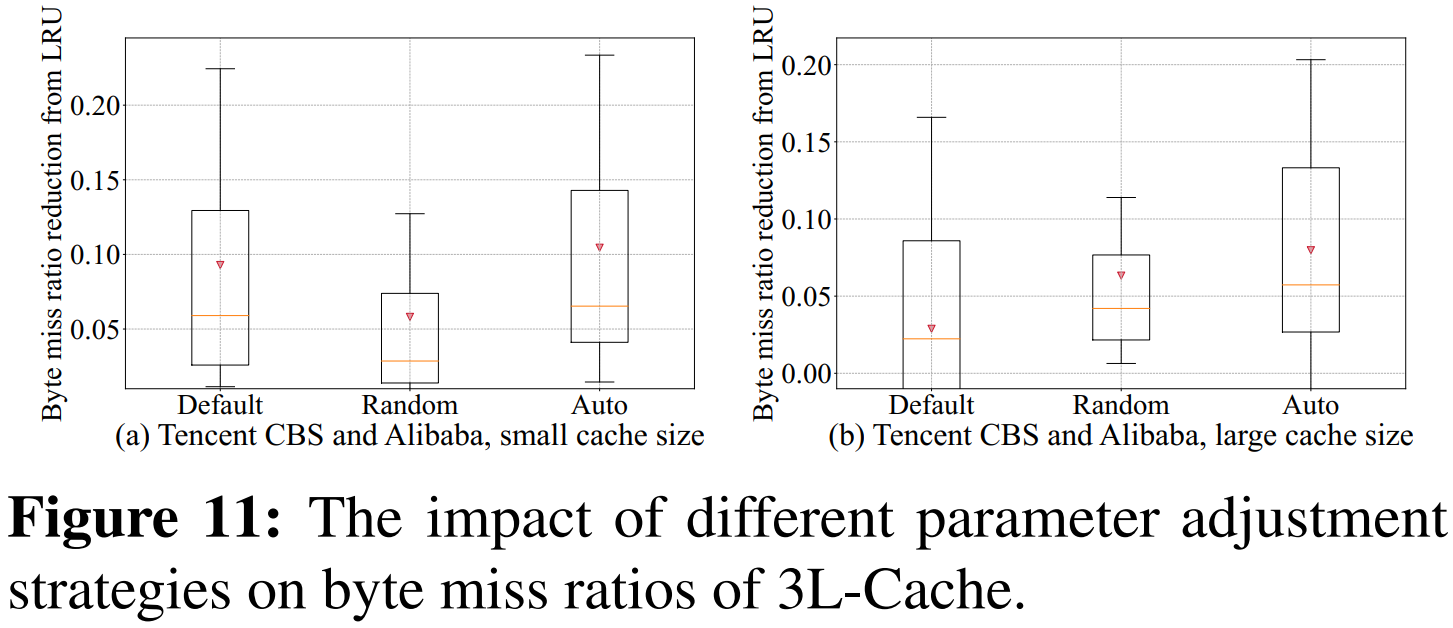 Byte miss ratio reduction from LRU
0.20
0.15
0.10
0.05
Default Random Auto
(a) Tencent CBS and Alibaba, small cache size
Byte miss ratio reduction from LRU
0.20
0.15
0.10
0.05
0.00
Default Random Auto
(b) Tencent CBS and Alibaba, large cache size
Figure 11: The impact of different parameter adjustment
strategies on byte miss ratios of 3L-Cache.